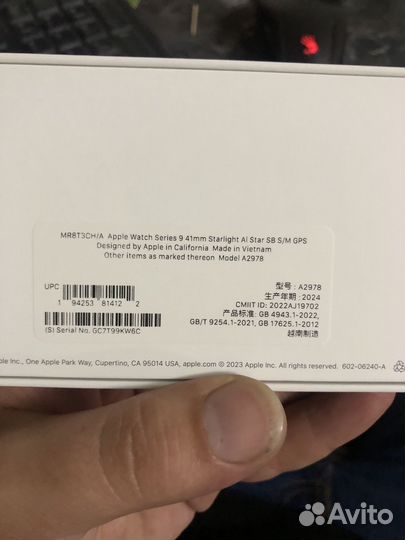 MR8T3CH/A Apple Watch Series 9 41mm Starlight Al Star SB S/M GPS
Designed by Apple in California Made in Vietnam
Other items as marked thereon Model A2978
UPC
1 94253 81412 2
(S) Serial No. GC7T99KW6C
型号: A2978
生产年期: 2024
CMIIT ID: 2022AJ19702
产品标准: GB 4943.1-2022,
GB/T 9254.1-2021, GB 17625.1-2012
越南制造
ple Inc., One Apple Park Way, Cupertino, CA 95014 USA, apple.com © 2023 Apple Inc. All rights reserved. 602-06240-A
Avito